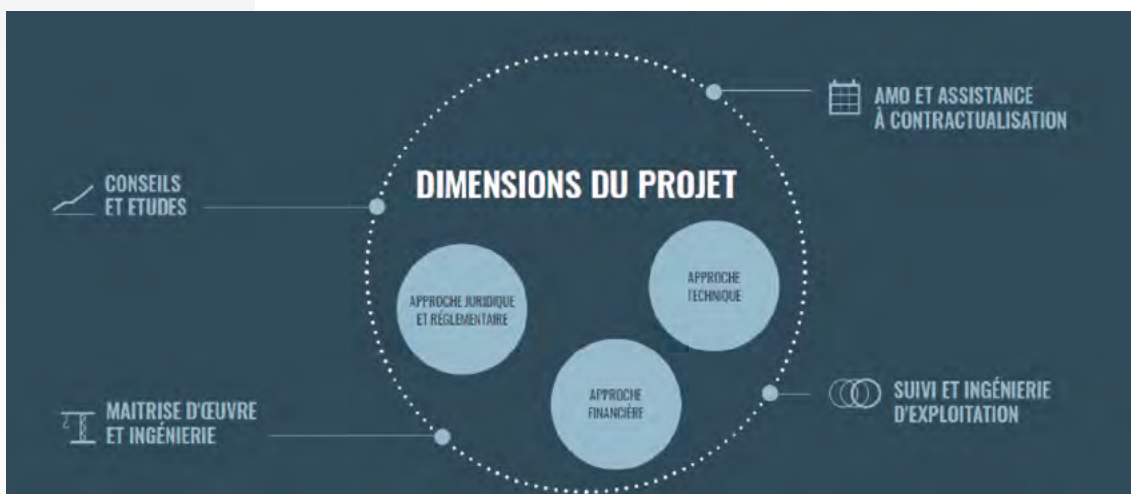 AMO ET ASSISTANCE
À CONTRACTUALISATION
CONSEILS
ET ETUDES
DIMENSIONS DU PROJET
APPROCHE JURIDIQUE
ET RÉGLEMENTAIRE
APPROCHE
TECHNIQUE
APPROCHE
FINANCIÈRE
MAITRISE D'ŒUVRE
ET INGÉNIERIE
SUIVI ET INGÉNIERIE
D'EXPLOITATION